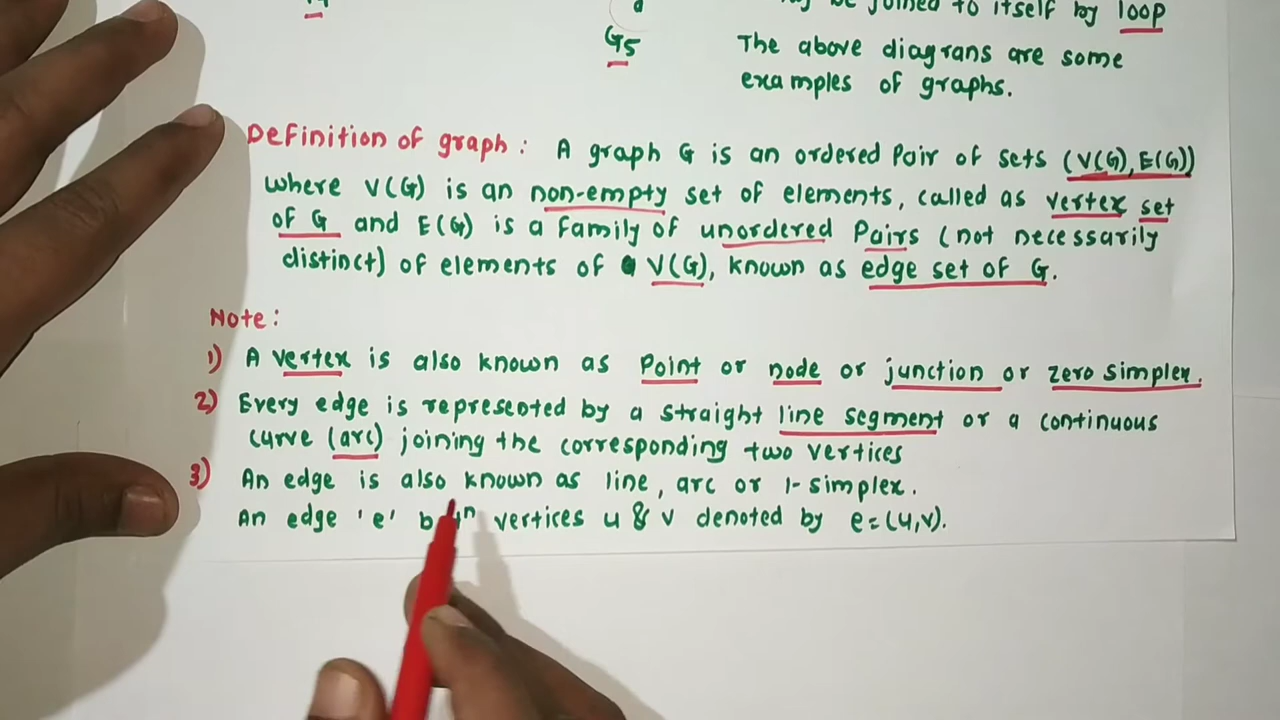 be joined to itself by loop
G5
The above diagrans are some
examples of graphs.
Definition of graph : A graph G is an ordered Pair of sets (V(G), E(G))
where V(G) is an non-empty set of elements, called as vertex set
of G and E(G) is a Family of unordered Pairs (not necessarily
distinct) of elements of V(G), known as edge set of G.
Note :
1) A vertex is also known as Point or node or junction or zero simplex.
2) Every edge is represented by a straight line segment or a continuous
curve (arc) joining the corresponding two vertices
3) An edge is also known as line, arc or 1-simplex.
An edge 'e' vertices u & v denoted by e = (u,v).